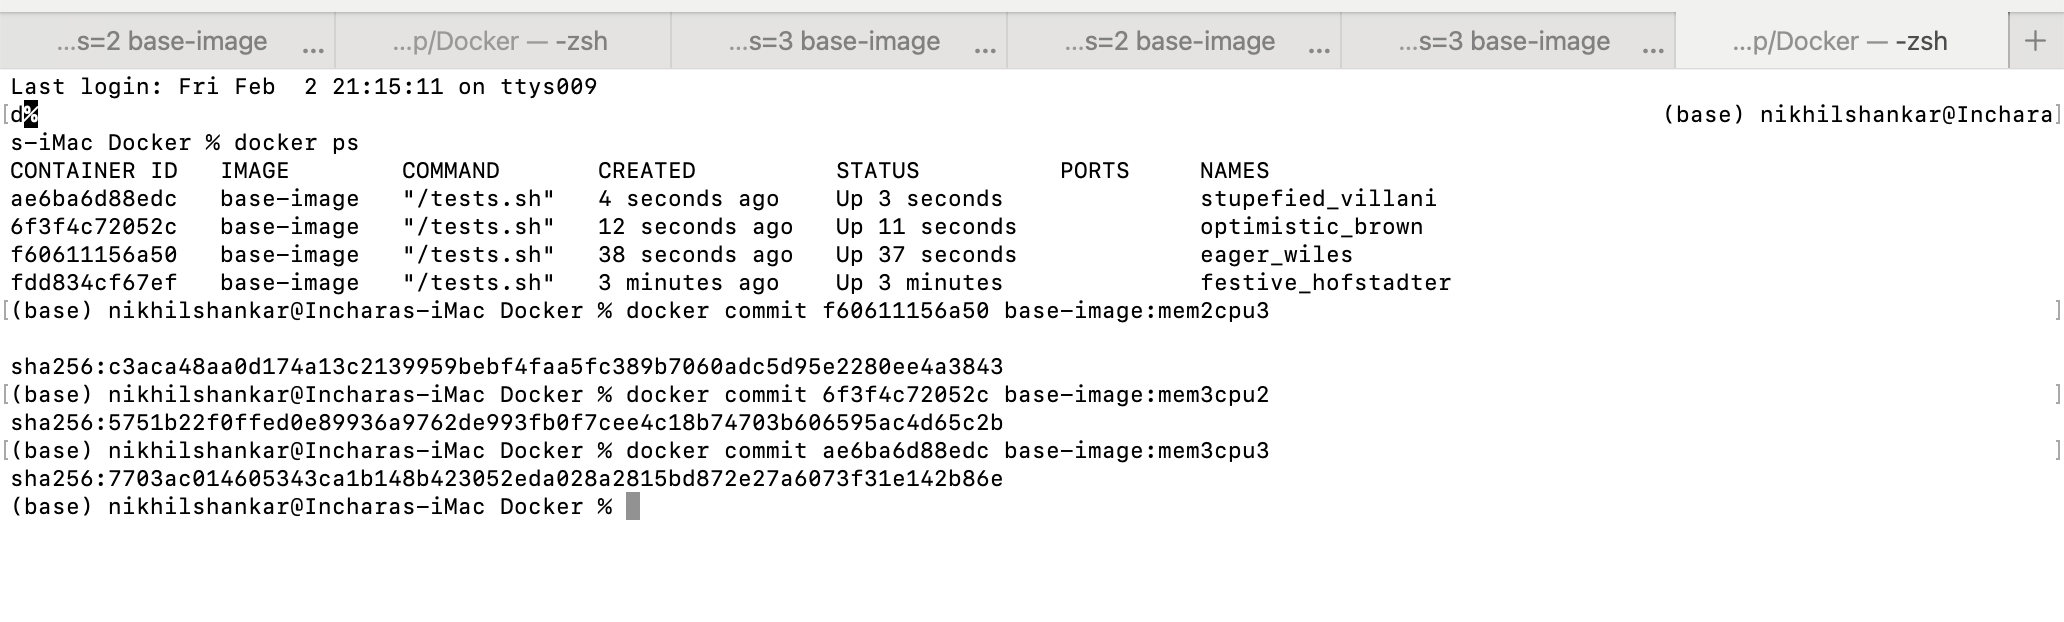 ...s=2 base-image ... ...p/Docker — -zsh ...s=3 base-image ... ...s=2 base-image ... ...s=3 base-image ... ...p/Docker — -zsh +
Last login: Fri Feb  2 21:15:11 on ttys009
[d% (base) nikhilshankar@Inchara]
s-iMac Docker % docker ps
CONTAINER ID   IMAGE        COMMAND       CREATED          STATUS          PORTS     NAMES
ae6ba6d88edc   base-image   "/tests.sh"   4 seconds ago    Up 3 seconds              stupefied_villani
6f3f4c72052c   base-image   "/tests.sh"   12 seconds ago   Up 11 seconds             optimistic_brown
f60611156a50   base-image   "/tests.sh"   38 seconds ago   Up 37 seconds             eager_wiles
fdd834cf67ef   base-image   "/tests.sh"   3 minutes ago    Up 3 minutes              festive_hofstadter
[(base) nikhilshankar@Incharas-iMac Docker % docker commit f60611156a50 base-image:mem2cpu3 ]
sha256:c3aca48aa0d174a13c2139959bebf4faa5fc389b7060adc5d95e2280ee4a3843
[(base) nikhilshankar@Incharas-iMac Docker % docker commit 6f3f4c72052c base-image:mem3cpu2 ]
sha256:5751b22f0ffed0e89936a9762de993fb0f7cee4c18b74703b606595ac4d65c2b
[(base) nikhilshankar@Incharas-iMac Docker % docker commit ae6ba6d88edc base-image:mem3cpu3 ]
sha256:7703ac014605343ca1b148b423052eda028a2815bd872e27a6073f31e142b86e
(base) nikhilshankar@Incharas-iMac Docker %